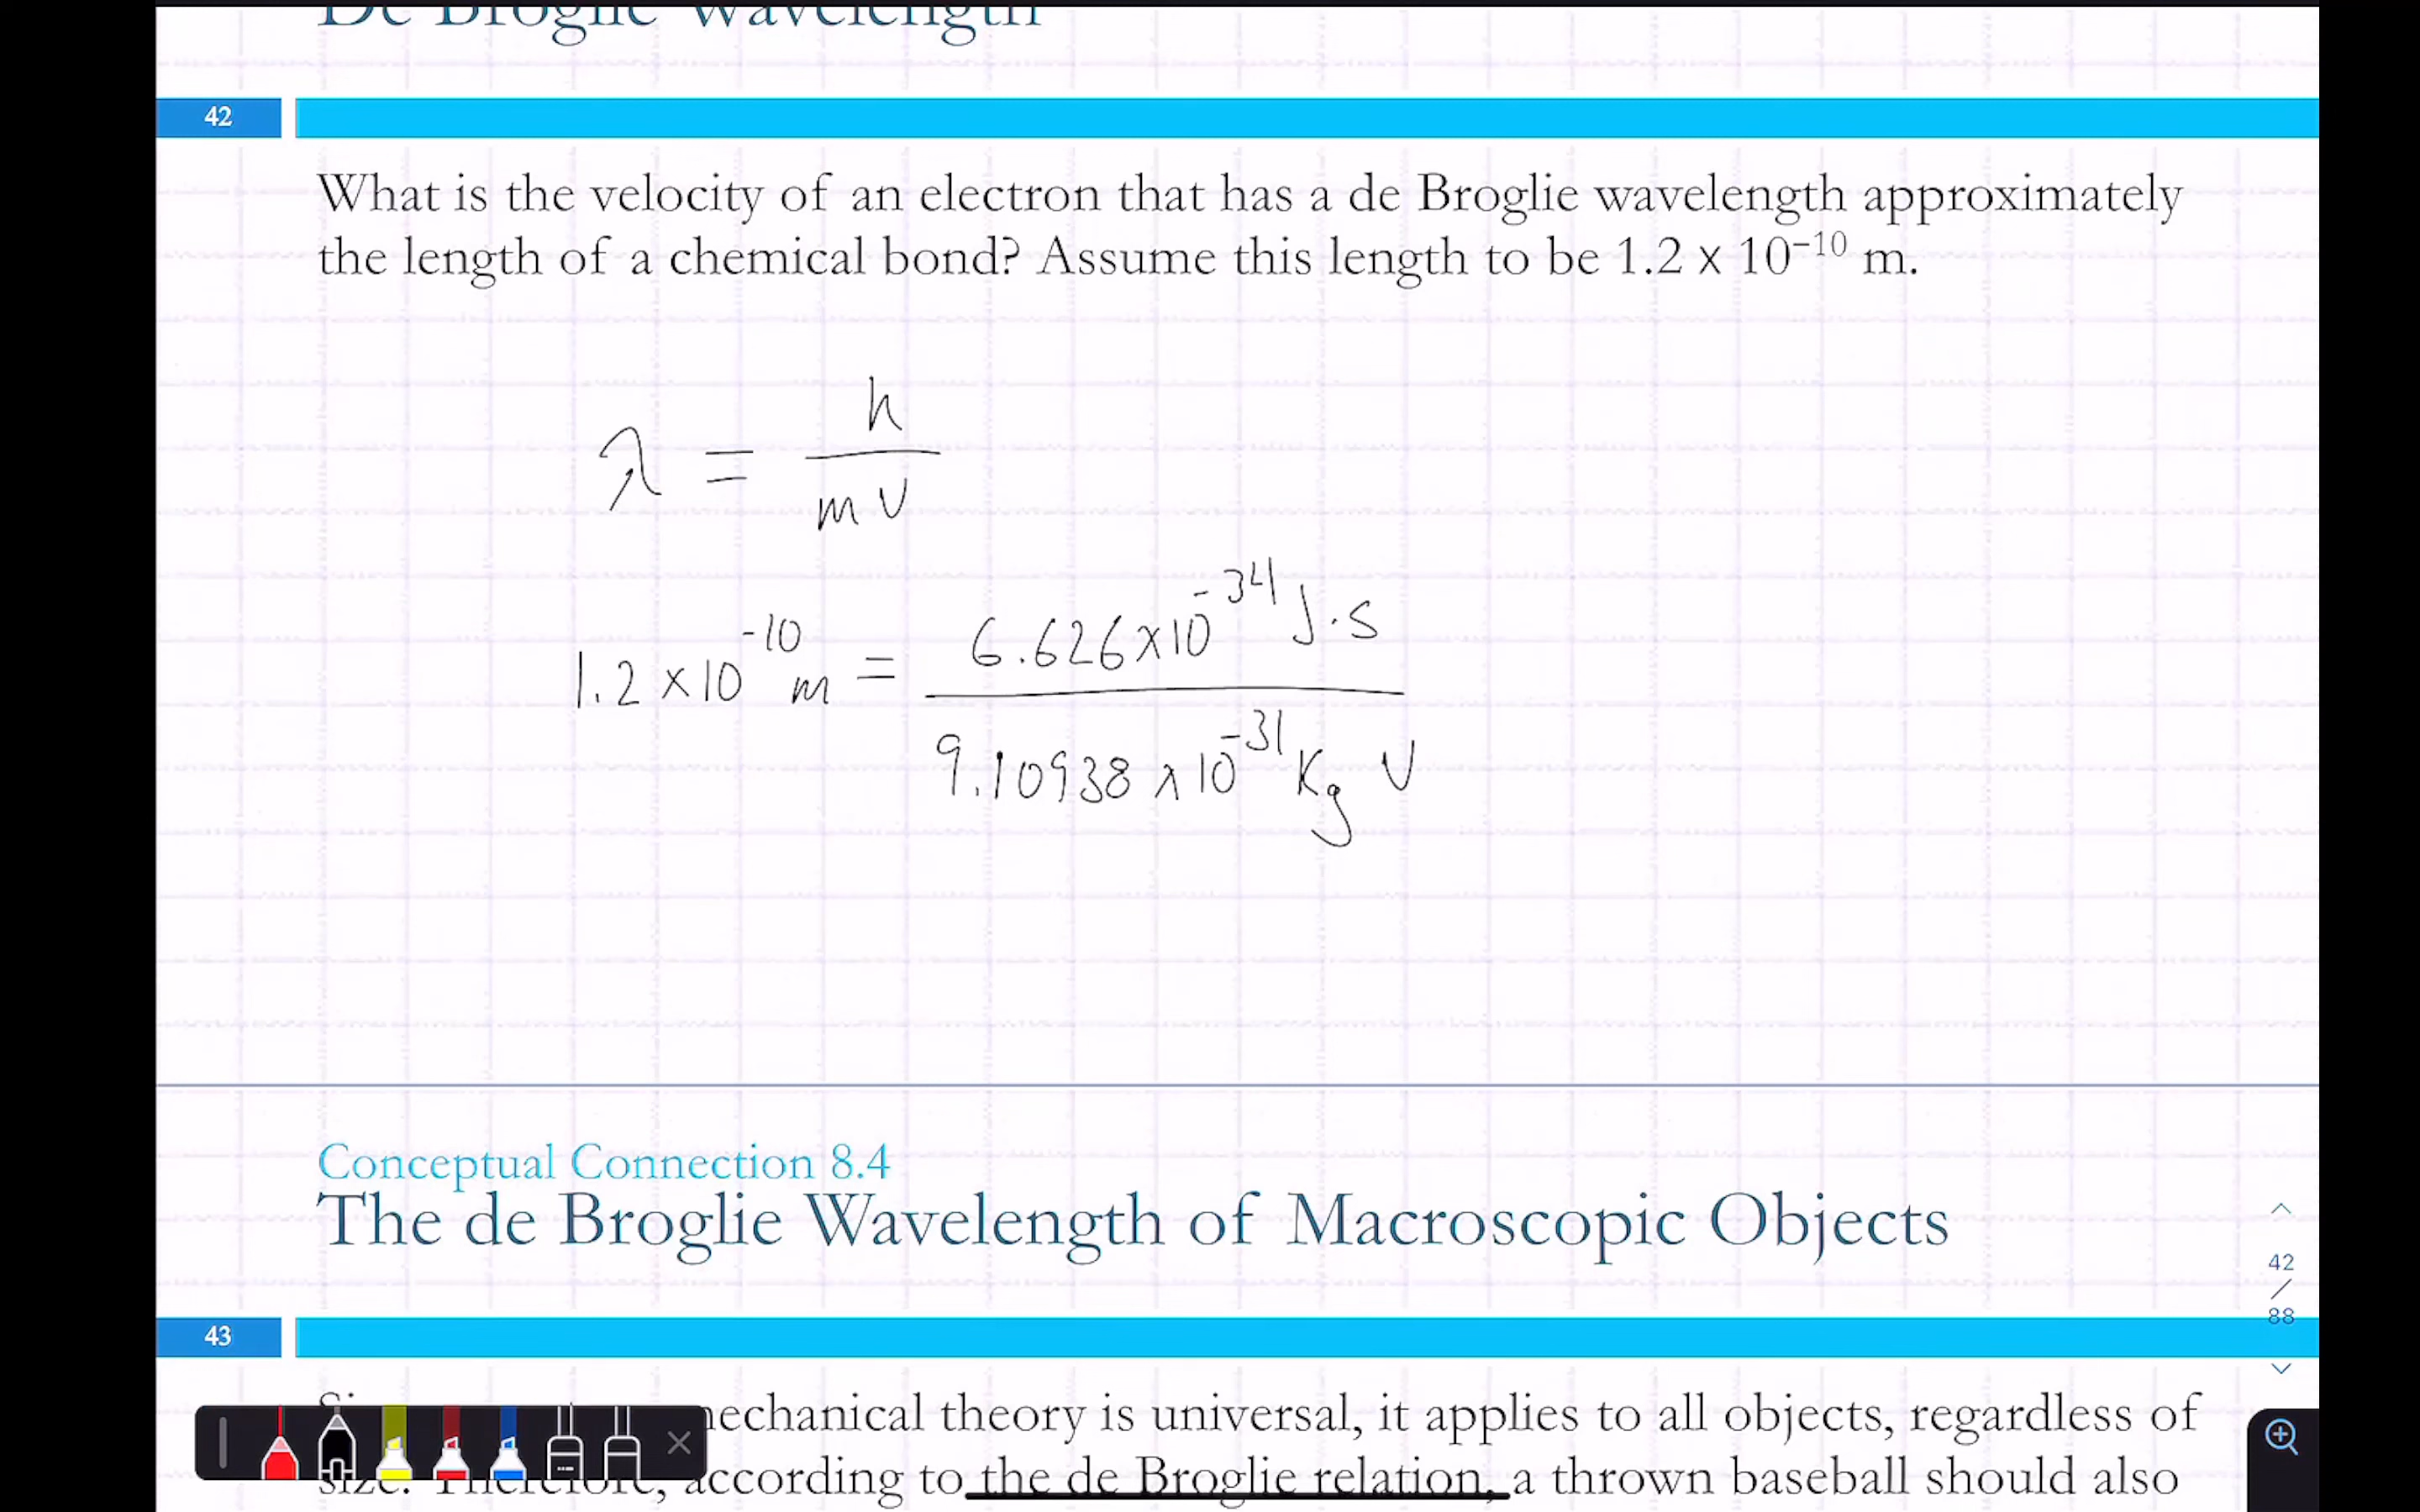 De Broglie Wavelength
42
What is the velocity of an electron that has a de Broglie wavelength approximately
the length of a chemical bond? Assume this length to be 1.2 x 10⁻¹⁰ m.
λ = h / m v
1.2 x 10⁻¹⁰ m = 6.626 x 10⁻³⁴ J·s / 9.10938 x 10⁻³¹ Kg v
Conceptual Connection 8.4
The de Broglie Wavelength of Macroscopic Objects
42
/
88
43
mechanical theory is universal, it applies to all objects, regardless of
size. Therefore, according to the de Broglie relation, a thrown baseball should also